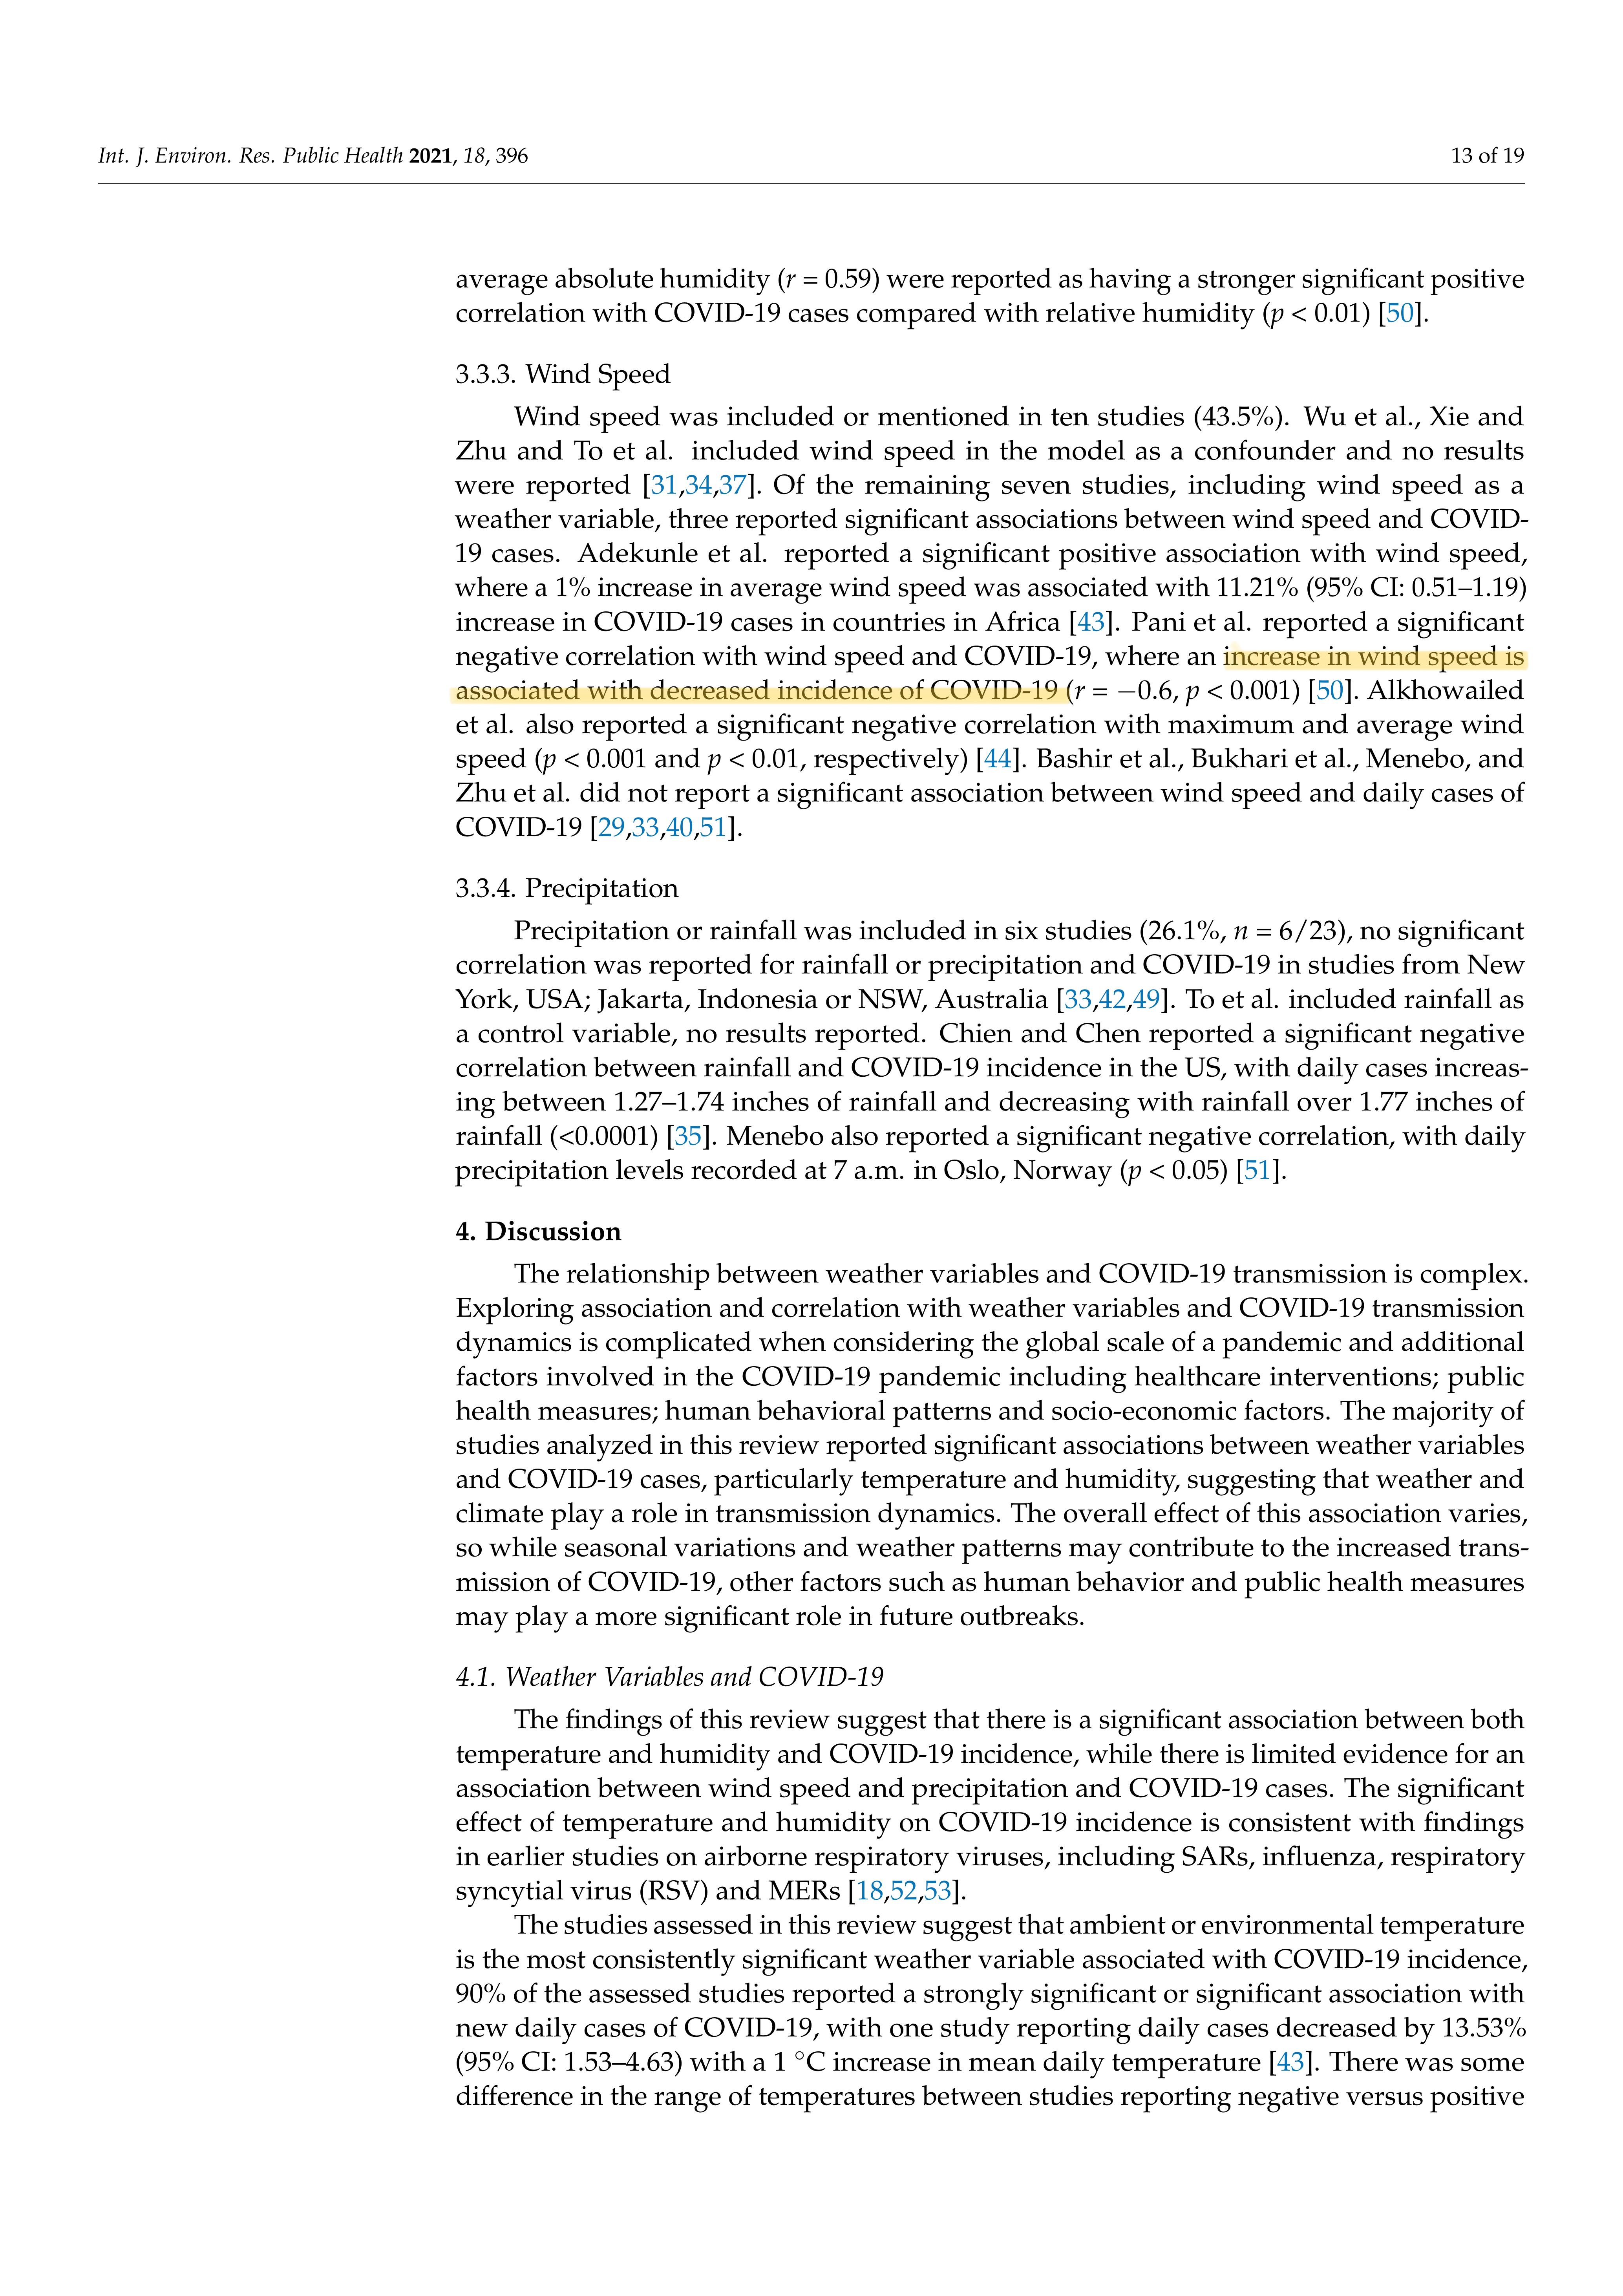 Int. J. Environ. Res. Public Health 2021, 18, 396
13 of 19
average absolute humidity (r = 0.59) were reported as having a stronger significant positive
correlation with COVID-19 cases compared with relative humidity (p < 0.01) [50].
3.3.3. Wind Speed
Wind speed was included or mentioned in ten studies (43.5%). Wu et al., Xie and
Zhu and To et al. included wind speed in the model as a confounder and no results
were reported [31,34,37]. Of the remaining seven studies, including wind speed as a
weather variable, three reported significant associations between wind speed and COVID-
19 cases. Adekunle et al. reported a significant positive association with wind speed,
where a 1% increase in average wind speed was associated with 11.21% (95% CI: 0.51–1.19)
increase in COVID-19 cases in countries in Africa [43]. Pani et al. reported a significant
negative correlation with wind speed and COVID-19, where an increase in wind speed is
associated with decreased incidence of COVID-19 (r = −0.6, p < 0.001) [50]. Alkhowailed
et al. also reported a significant negative correlation with maximum and average wind
speed (p < 0.001 and p < 0.01, respectively) [44]. Bashir et al., Bukhari et al., Menebo, and
Zhu et al. did not report a significant association between wind speed and daily cases of
COVID-19 [29,33,40,51].
3.3.4. Precipitation
Precipitation or rainfall was included in six studies (26.1%, n = 6/23), no significant
correlation was reported for rainfall or precipitation and COVID-19 in studies from New
York, USA; Jakarta, Indonesia or NSW, Australia [33,42,49]. To et al. included rainfall as
a control variable, no results reported. Chien and Chen reported a significant negative
correlation between rainfall and COVID-19 incidence in the US, with daily cases increas-
ing between 1.27–1.74 inches of rainfall and decreasing with rainfall over 1.77 inches of
rainfall (<0.0001) [35]. Menebo also reported a significant negative correlation, with daily
precipitation levels recorded at 7 a.m. in Oslo, Norway (p < 0.05) [51].
4. Discussion
The relationship between weather variables and COVID-19 transmission is complex.
Exploring association and correlation with weather variables and COVID-19 transmission
dynamics is complicated when considering the global scale of a pandemic and additional
factors involved in the COVID-19 pandemic including healthcare interventions; public
health measures; human behavioral patterns and socio-economic factors. The majority of
studies analyzed in this review reported significant associations between weather variables
and COVID-19 cases, particularly temperature and humidity, suggesting that weather and
climate play a role in transmission dynamics. The overall effect of this association varies,
so while seasonal variations and weather patterns may contribute to the increased trans-
mission of COVID-19, other factors such as human behavior and public health measures
may play a more significant role in future outbreaks.
4.1. Weather Variables and COVID-19
The findings of this review suggest that there is a significant association between both
temperature and humidity and COVID-19 incidence, while there is limited evidence for an
association between wind speed and precipitation and COVID-19 cases. The significant
effect of temperature and humidity on COVID-19 incidence is consistent with findings
in earlier studies on airborne respiratory viruses, including SARs, influenza, respiratory
syncytial virus (RSV) and MERs [18,52,53].
The studies assessed in this review suggest that ambient or environmental temperature
is the most consistently significant weather variable associated with COVID-19 incidence,
90% of the assessed studies reported a strongly significant or significant association with
new daily cases of COVID-19, with one study reporting daily cases decreased by 13.53%
(95% CI: 1.53–4.63) with a 1 °C increase in mean daily temperature [43]. There was some
difference in the range of temperatures between studies reporting negative versus positive